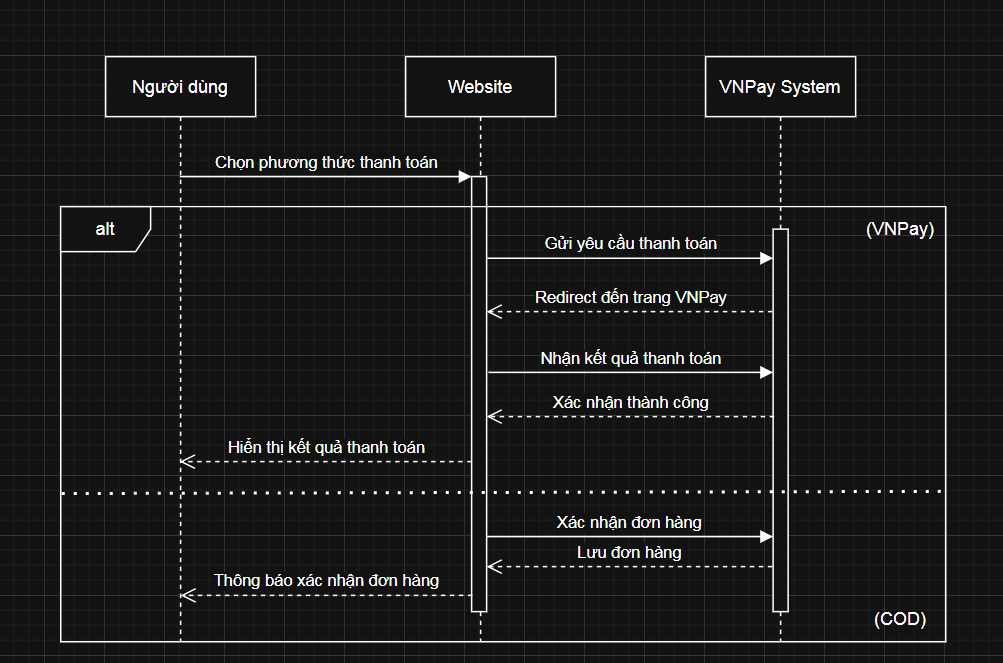 Người dùng
Website
VNPay System
Chọn phương thức thanh toán
alt
(VNPay)
Gửi yêu cầu thanh toán
Redirect đến trang VNPay
Nhận kết quả thanh toán
Xác nhận thành công
Hiển thị kết quả thanh toán
Xác nhận đơn hàng
Lưu đơn hàng
Thông báo xác nhận đơn hàng
(COD)